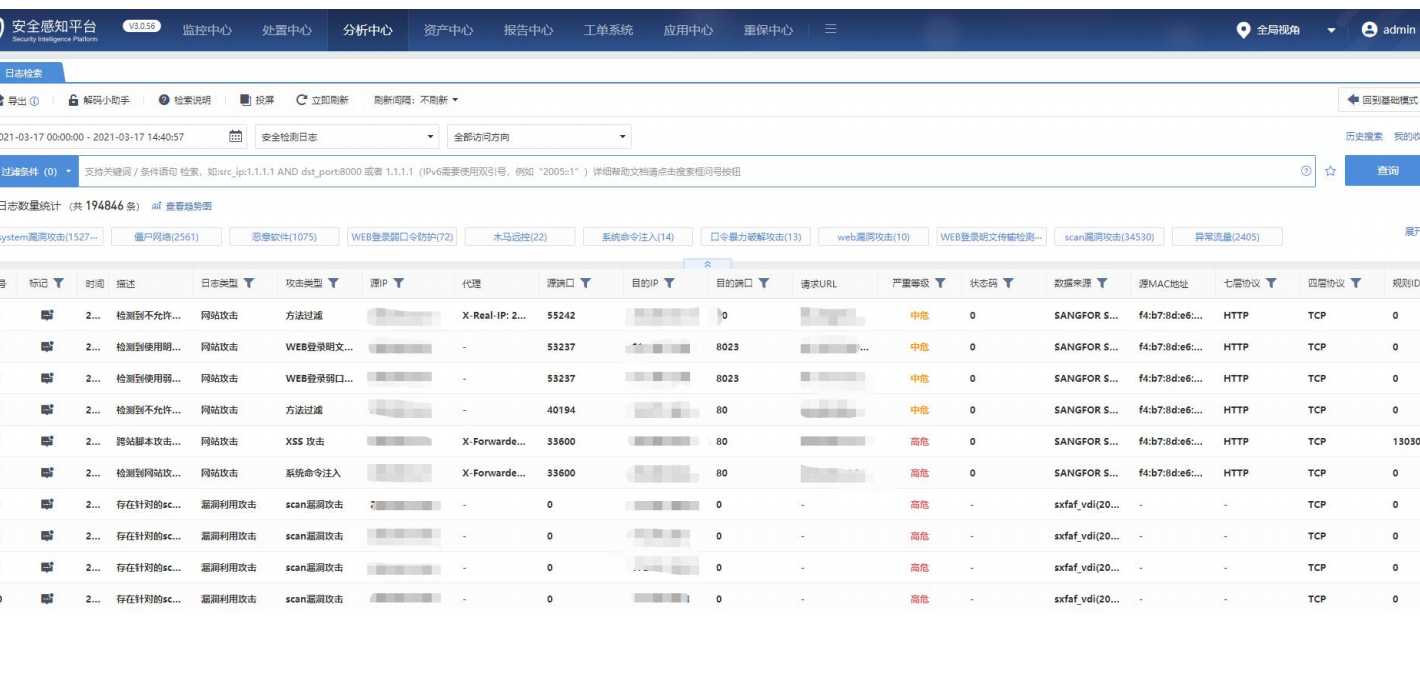 安全感知平台 V3.0.56 监控中心 处置中心 分析中心 资产中心 报告中心 工单系统 应用中心 重保中心 全局视角 admin
Security Intelligence Platform
日志检索
导出 解码小助手 检索说明 投屏 立即刷新 刷新间隔：不刷新 回到基础模式
021-03-17 00:00:00 - 2021-03-17 14:40:57 安全检测日志 全部访问方向 历史搜索 我的收
过滤条件 (0) 支持关键词 / 条件语句 检索，如:src_ip:1.1.1.1 AND dst_port:8000 或者 1.1.1.1（IPv6需要使用双引号，例如 “2005::1” ）详细帮助文档请点击搜索框问号按钮 查询
日志数量统计 (共 194846 条) 查看趋势图
system漏洞攻击(1527··· 僵尸网络(2561) 恶意软件(1075) WEB登录弱口令防护(72) 木马远控(22) 系统命令注入(14) 口令暴力破解攻击(13) web漏洞攻击(10) WEB登录明文传输检测··· scan漏洞攻击(34530) 异常流量(2405) 展开
号 标记 时间 描述 日志类型 攻击类型 源IP 代理 源端口 目的IP 目的端口 请求URL 严重等级 状态码 数据来源 源MAC地址 七层协议 四层协议 规则ID
2... 检测到不允许... 网站攻击 方法过滤 X-Real-IP: 2... 55242 0 中危 0 SANGFOR S... f4:b7:8d:e6:... HTTP TCP 0
2... 检测到使用明... 网站攻击 WEB登录明文... - 53237 8023 ... 中危 0 SANGFOR S... f4:b7:8d:e6:... HTTP TCP 0
2... 检测到使用弱... 网站攻击 WEB登录弱口... - 53237 8023 中危 0 SANGFOR S... f4:b7:8d:e6:... HTTP TCP 0
2... 检测到不允许... 网站攻击 方法过滤 - 40194 80 中危 0 SANGFOR S... f4:b7:8d:e6:... HTTP TCP 0
2... 跨站脚本攻击... 网站攻击 XSS 攻击 X-Forwarde... 33600 80 高危 0 SANGFOR S... f4:b7:8d:e6:... HTTP TCP 13030
2... 检测到网站攻... 网站攻击 系统命令注入 X-Forwarde... 33600 80 高危 0 SANGFOR S... f4:b7:8d:e6:... HTTP TCP 0
2... 存在针对的sc... 漏洞利用攻击 scan漏洞攻击 2 - 0 0 - 高危 - sxfaf_vdi(20... - - TCP 0
2... 存在针对的sc... 漏洞利用攻击 scan漏洞攻击 - 0 0 - 高危 - sxfaf_vdi(20... - - TCP 0
2... 存在针对的sc... 漏洞利用攻击 scan漏洞攻击 - 0 0 - 高危 - sxfaf_vdi(20... - - TCP 0
0 2... 存在针对的sc... 漏洞利用攻击 scan漏洞攻击 - 0 0 - 高危 - sxfaf_vdi(20... - - TCP 0